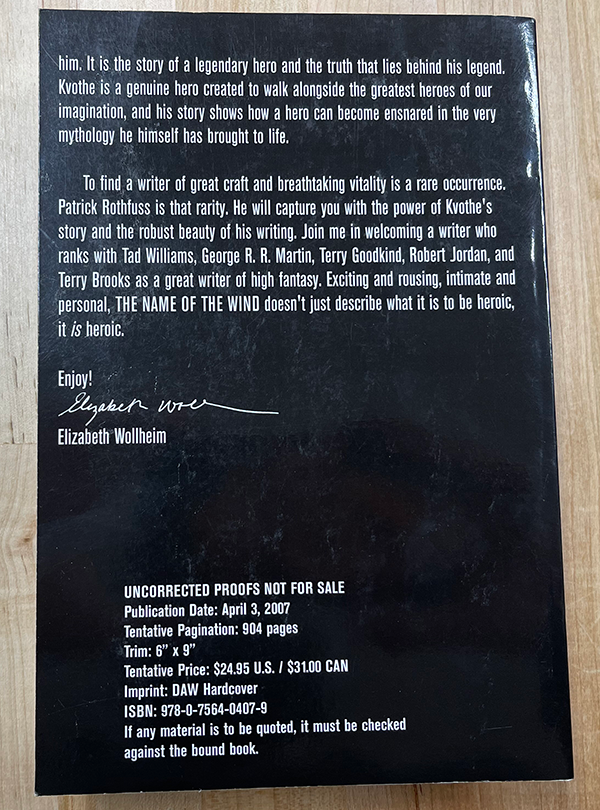 him. It is the story of a legendary hero and the truth that lies behind his legend.
Kvothe is a genuine hero created to walk alongside the greatest heroes of our
imagination, and his story shows how a hero can become ensnared in the very
mythology he himself has brought to life.
To find a writer of great craft and breathtaking vitality is a rare occurrence.
Patrick Rothfuss is that rarity. He will capture you with the power of Kvothe's
story and the robust beauty of his writing. Join me in welcoming a writer who
ranks with Tad Williams, George R. R. Martin, Terry Goodkind, Robert Jordan, and
Terry Brooks as a great writer of high fantasy. Exciting and rousing, intimate and
personal, THE NAME OF THE WIND doesn't just describe what it is to be heroic,
it is heroic.
Enjoy!
Elizabeth Woll
Elizabeth Wollheim
UNCORRECTED PROOFS NOT FOR SALE
Publication Date: April 3, 2007
Tentative Pagination: 904 pages
Trim: 6” x 9”
Tentative Price: $24.95 U.S. / $31.00 CAN
Imprint: DAW Hardcover
ISBN: 978-0-7564-0407-9
If any material is to be quoted, it must be checked
against the bound book.